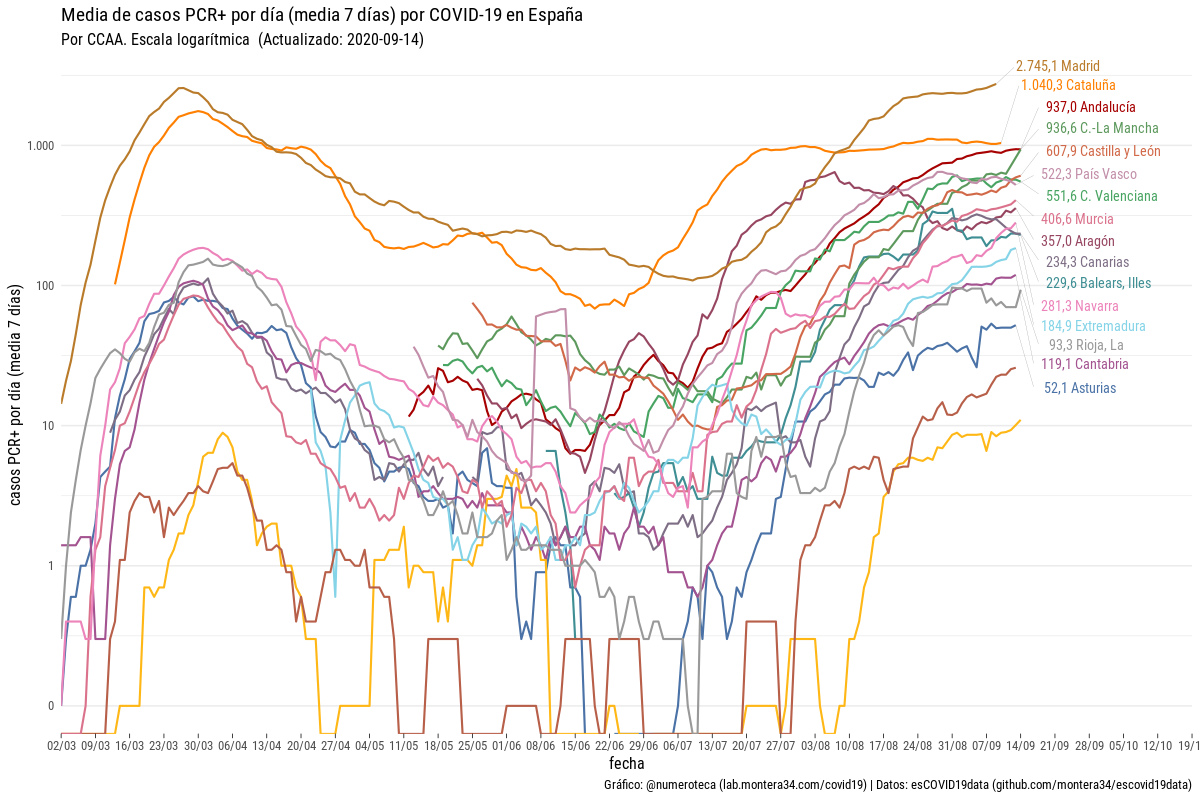 Media de casos PCR+ por día (media 7 días) por COVID-19 en España
Por CCAA. Escala logarítmica  (Actualizado: 2020-09-14)
casos PCR+ por día (media 7 días)
1.000
100
10
1
0
2.745,1 Madrid
1.040,3 Cataluña
937,0 Andalucía
936,6 C.-La Mancha
607,9 Castilla y León
522,3 País Vasco
551,6 C. Valenciana
406,6 Murcia
357,0 Aragón
234,3 Canarias
229,6 Balears, Illes
281,3 Navarra
184,9 Extremadura
93,3 Rioja, La
119,1 Cantabria
52,1 Asturias
02/03 09/03 16/03 23/03 30/03 06/04 13/04 20/04 27/04 04/05 11/05 18/05 25/05 01/06 08/06 15/06 22/06 29/06 06/07 13/07 20/07 27/07 03/08 10/08 17/08 24/08 31/08 07/09 14/09 21/09 28/09 05/10 12/10 19/1
fecha
Gráfico: @numeroteca (lab.montera34.com/covid19) | Datos: esCOVID19data (github.com/montera34/escovid19data)